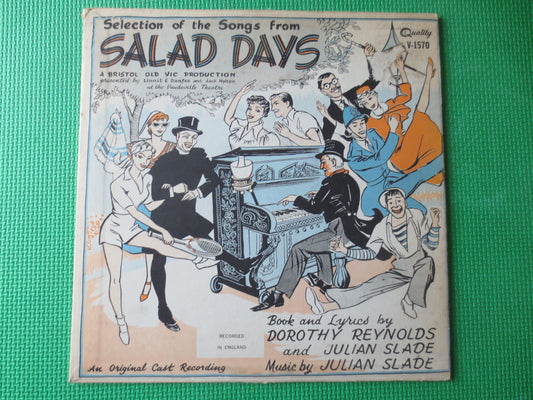 Selection of the Songs from
SALAD DAYS
A BRISTOL OLD VIC PRODUCTION
presented by Linnit & Dunfee and Jack Hylton
at the Vaudeville Theatre
Quality
V-1570
RECORDED
IN ENGLAND
Book and Lyrics by
DOROTHY REYNOLDS
and JULIAN SLADE
Music by JULIAN SLADE
An Original Cast Recording